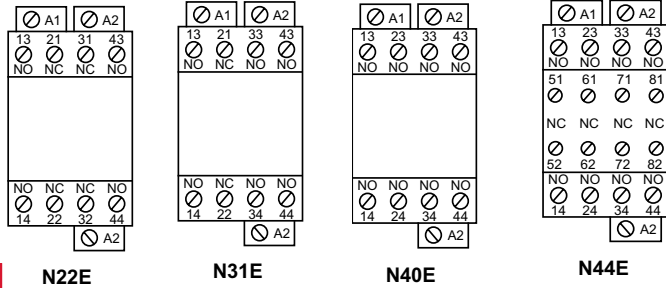 A1 A2
13 21 31 43
NO NC NC NO
NO NC NC NO
14 22 32 44
A2
N22E
A1 A2
13 21 33 43
NO NC NO NO
NO NC NO NO
14 22 34 44
A2
N31E
A1 A2
13 23 33 43
NO NO NO NO
NO NO NO NO
14 24 34 44
A2
N40E
A1 A2
13 23 33 43
NO NO NO NO
51 61 71 81
NC NC NC NC
52 62 72 82
NO NO NO NO
14 24 34 44
A2
N44E